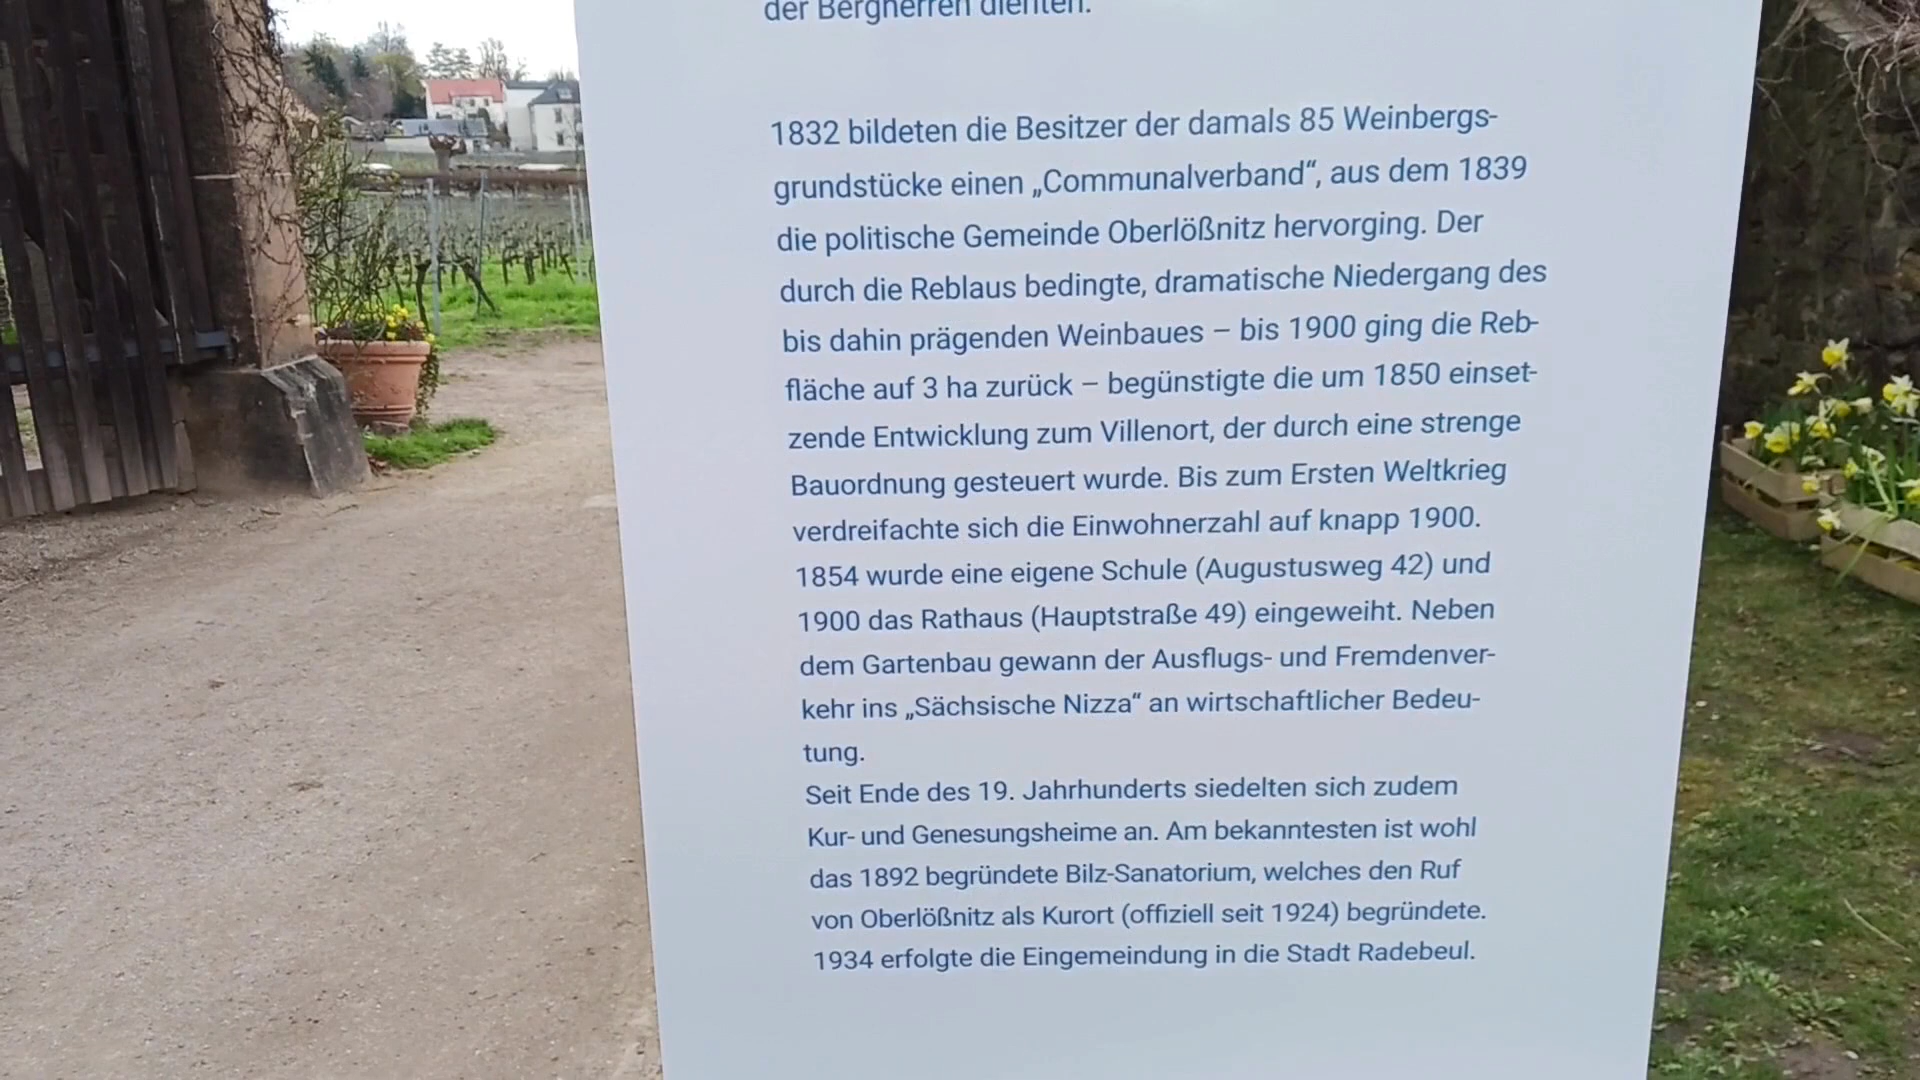 der Bergherren dienten.
1832 bildeten die Besitzer der damals 85 Weinbergs-
grundstücke einen „Communalverband“, aus dem 1839
die politische Gemeinde Oberlößnitz hervorging. Der
durch die Reblaus bedingte, dramatische Niedergang des
bis dahin prägenden Weinbaues – bis 1900 ging die Reb-
fläche auf 3 ha zurück – begünstigte die um 1850 einset-
zende Entwicklung zum Villenort, der durch eine strenge
Bauordnung gesteuert wurde. Bis zum Ersten Weltkrieg
verdreifachte sich die Einwohnerzahl auf knapp 1900.
1854 wurde eine eigene Schule (Augustusweg 42) und
1900 das Rathaus (Hauptstraße 49) eingeweiht. Neben
dem Gartenbau gewann der Ausflugs- und Fremdenver-
kehr ins „Sächsische Nizza“ an wirtschaftlicher Bedeu-
tung.
Seit Ende des 19. Jahrhunderts siedelten sich zudem
Kur- und Genesungsheime an. Am bekanntesten ist wohl
das 1892 begründete Bilz-Sanatorium, welches den Ruf
von Oberlößnitz als Kurort (offiziell seit 1924) begründete.
1934 erfolgte die Eingemeindung in die Stadt Radebeul.